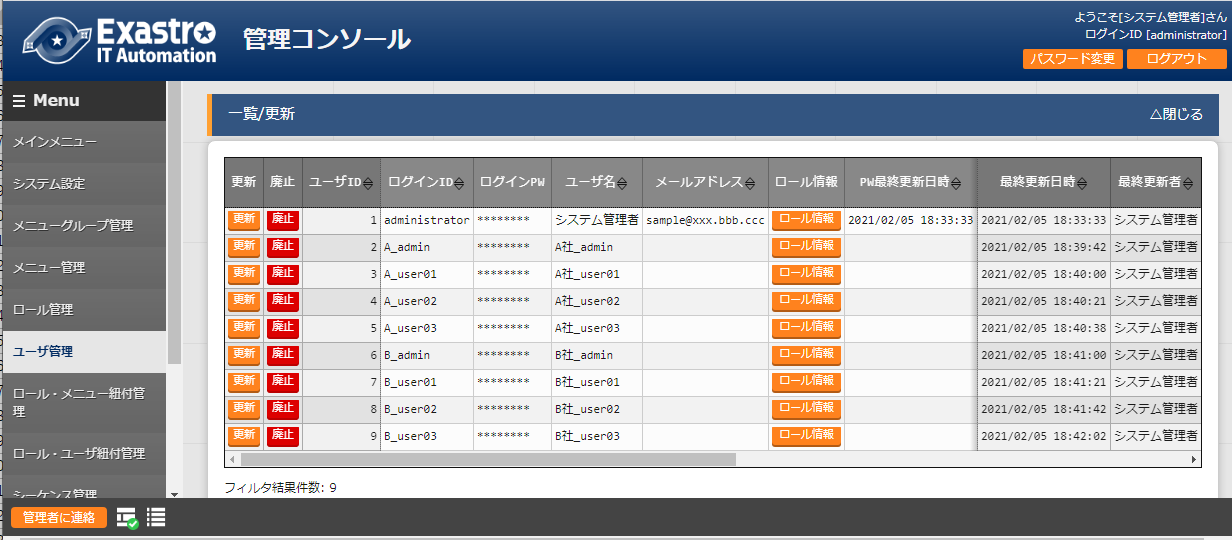 Exastro
IT Automation
管理コンソール
ようこそ[システム管理者]さん
ログインID [administrator]
パスワード変更 ログアウト
Menu
メインメニュー
システム設定
メニューグループ管理
メニュー管理
ロール管理
ユーザ管理
ロール・メニュー紐付管
理
ロール・ユーザ紐付管理
シーケンス管理
一覧/更新 △閉じる
更新 廃止 ユーザID ログインID ログインPW ユーザ名 メールアドレス ロール情報 PW最終更新日時 最終更新日時 最終更新者
更新 廃止 1 administrator ******** システム管理者 sample@xxx.bbb.ccc ロール情報 2021/02/05 18:33:33 2021/02/05 18:33:33 システム管理者
更新 廃止 2 A_admin ******** A社_admin ロール情報 2021/02/05 18:39:42 システム管理者
更新 廃止 3 A_user01 ******** A社_user01 ロール情報 2021/02/05 18:40:00 システム管理者
更新 廃止 4 A_user02 ******** A社_user02 ロール情報 2021/02/05 18:40:21 システム管理者
更新 廃止 5 A_user03 ******** A社_user03 ロール情報 2021/02/05 18:40:38 システム管理者
更新 廃止 6 B_admin ******** B社_admin ロール情報 2021/02/05 18:41:00 システム管理者
更新 廃止 7 B_user01 ******** B社_user01 ロール情報 2021/02/05 18:41:21 システム管理者
更新 廃止 8 B_user02 ******** B社_user02 ロール情報 2021/02/05 18:41:42 システム管理者
更新 廃止 9 B_user03 ******** B社_user03 ロール情報 2021/02/05 18:42:02 システム管理者
フィルタ結果件数: 9
管理者に連絡